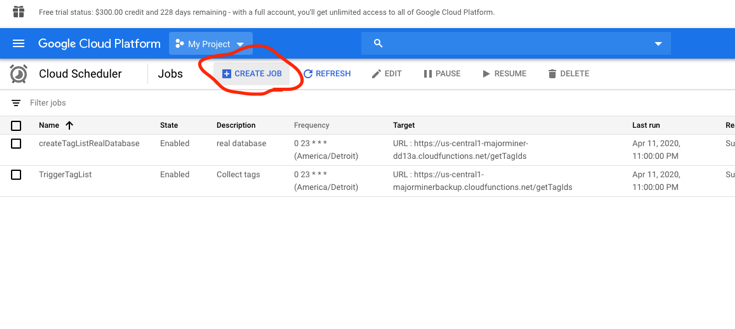 Free trial status: $300.00 credit and 228 days remaining - with a full account, you'll get unlimited access to all of Google Cloud Platform.
Google Cloud Platform My Project
Cloud Scheduler Jobs CREATE JOB REFRESH EDIT PAUSE RESUME DELETE
Filter jobs
Name State Description Frequency Target Last run Re
createTagListRealDatabase Enabled real database 0 23 * * * URL : https://us-central1-majorminer- Apr 11, 2020, Su
(America/Detroit) dd13a.cloudfunctions.net/getTagIds 11:00:00 PM
TriggerTagList Enabled Collect tags 0 23 * * * URL : https://us-central1- Apr 11, 2020, Su
(America/Detroit) majorminerbackup.cloudfunctions.net/getTagIds 11:00:00 PM